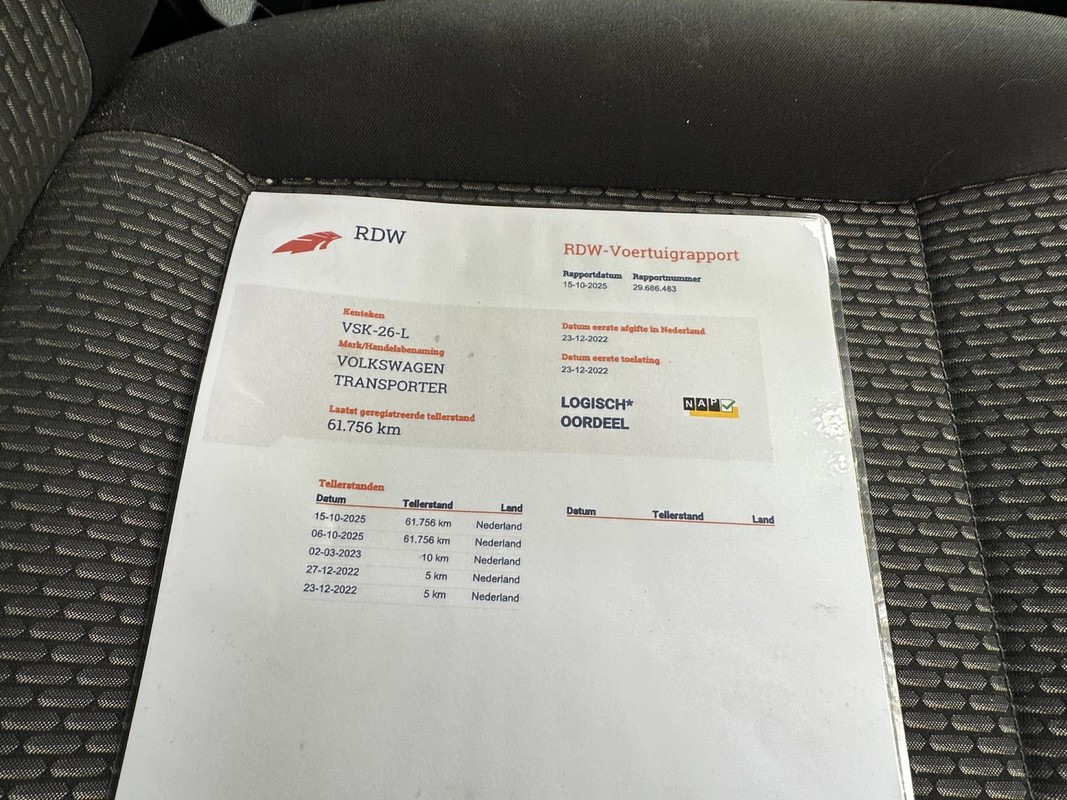 RDW
RDW-Voertuigrapport
Rapportdatum Rapportnummer
15-10-2025 29.686.483
Kenteken
VSK-26-L
Merk/Handelsbenaming
VOLKSWAGEN
TRANSPORTER
Laatst geregistreerde tellerstand
61.756 km
Datum eerste afgifte in Nederland
23-12-2022
Datum eerste toelating
23-12-2022
LOGISCH*
OORDEEL
NAP
Tellerstanden
Datum Tellerstand Land
15-10-2025 61.756 km Nederland
06-10-2025 61.756 km Nederland
02-03-2023 10 km Nederland
27-12-2022 5 km Nederland
23-12-2022 5 km Nederland
Datum Tellerstand Land